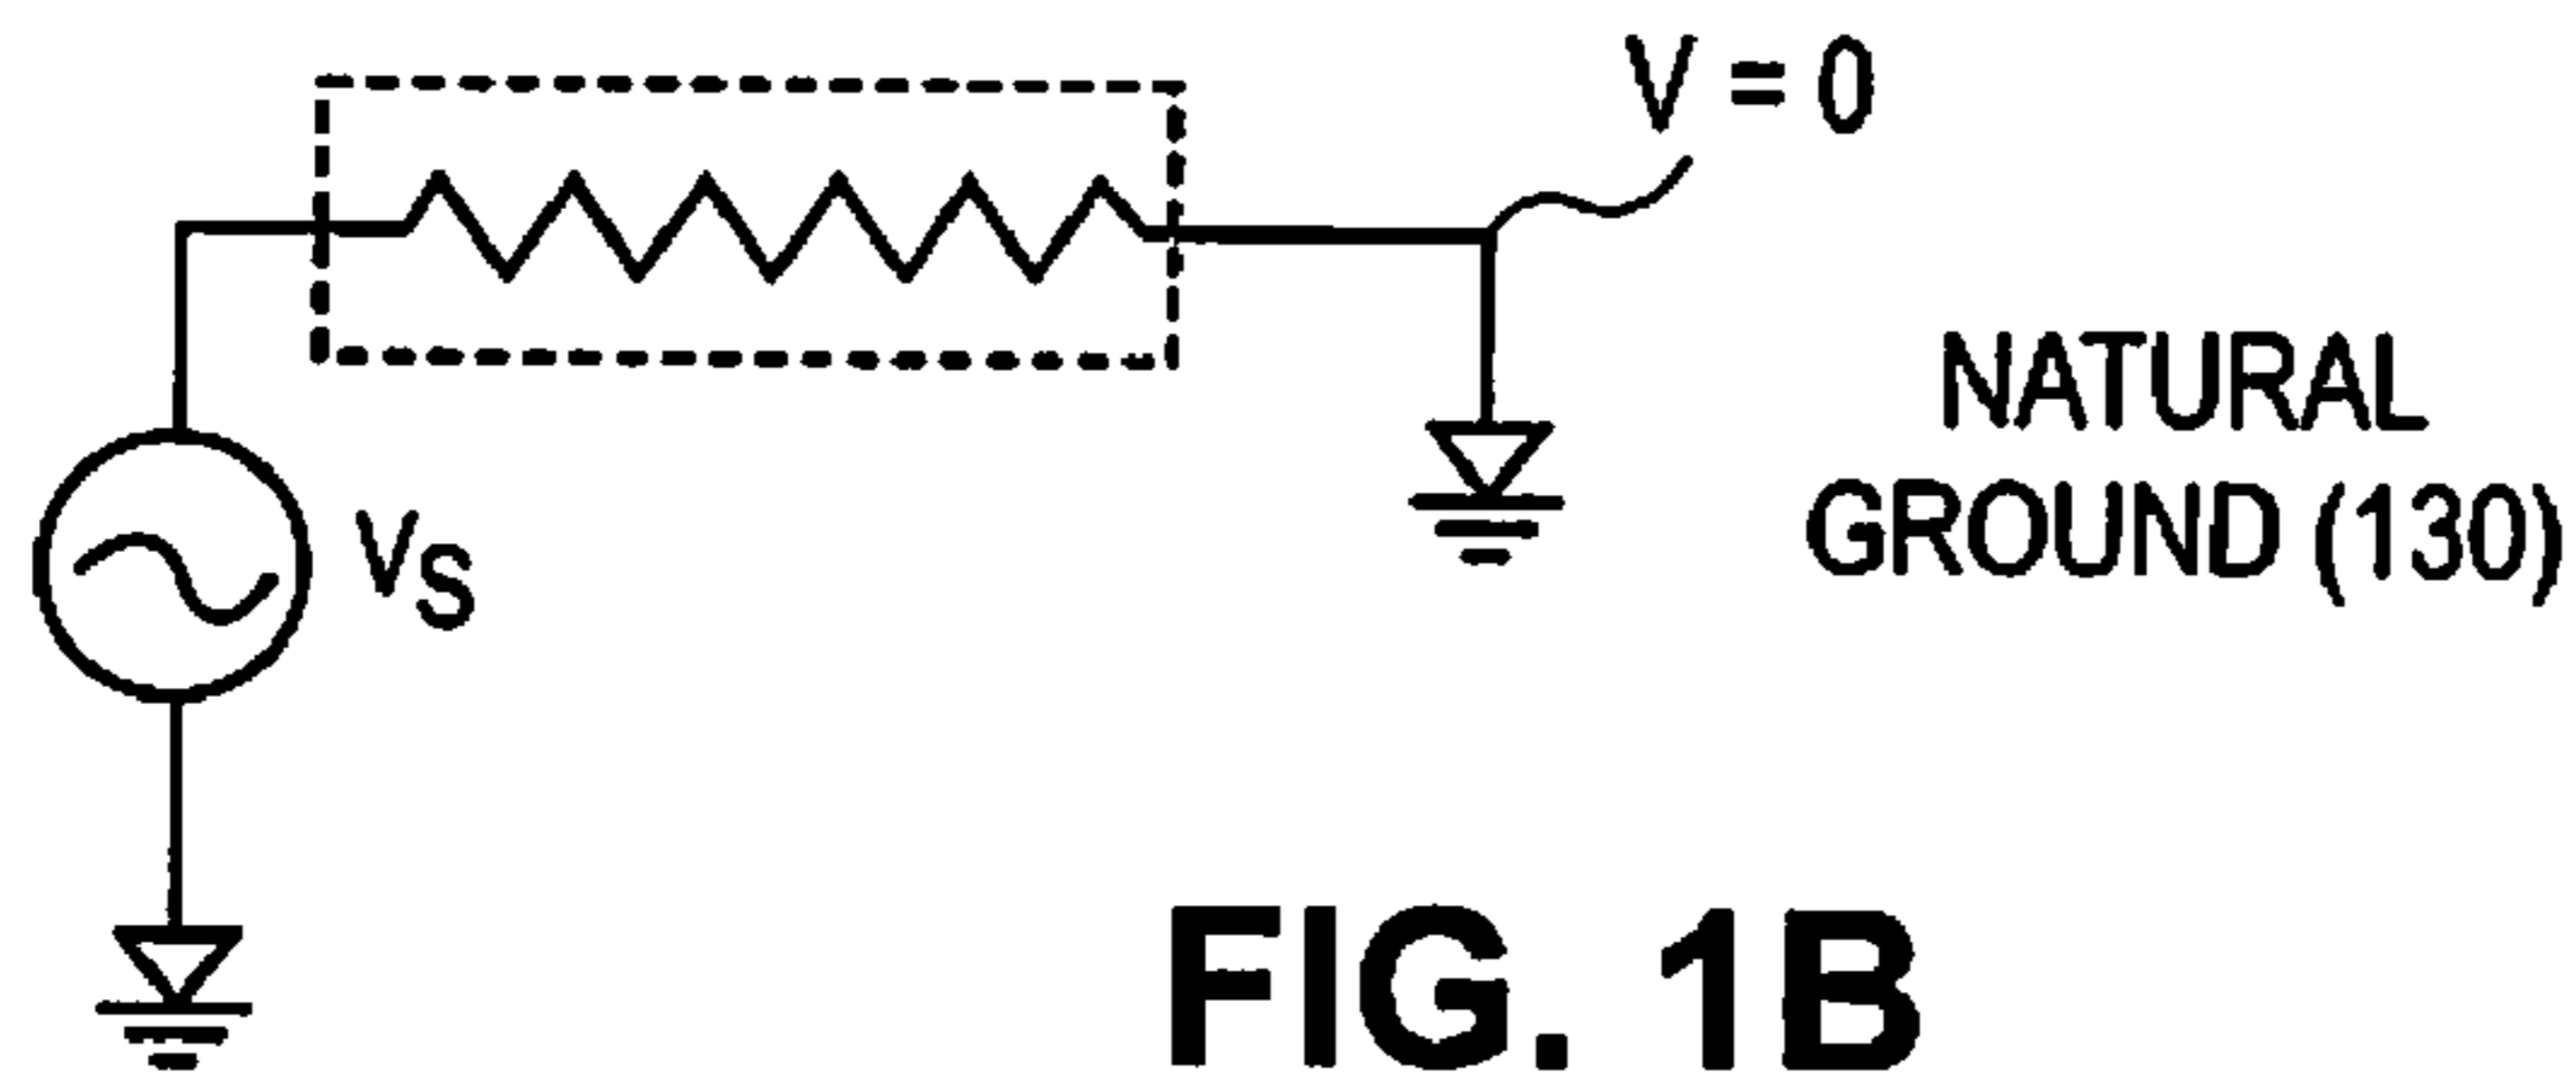 V = 0
NATURAL
GROUND (130)
VS
FIG. 1B